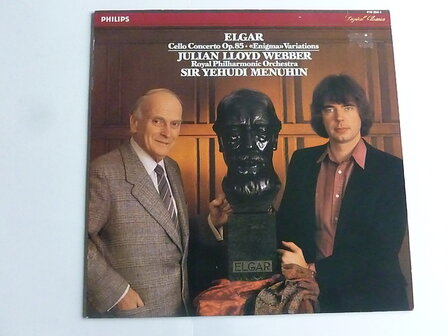 PHILIPS
Digital Classics
ELGAR
Cello Concerto Op. 85 · «Enigma» Variations
JULIAN LLOYD WEBBER
Royal Philharmonic Orchestra
SIR YEHUDI MENUHIN
ELGAR